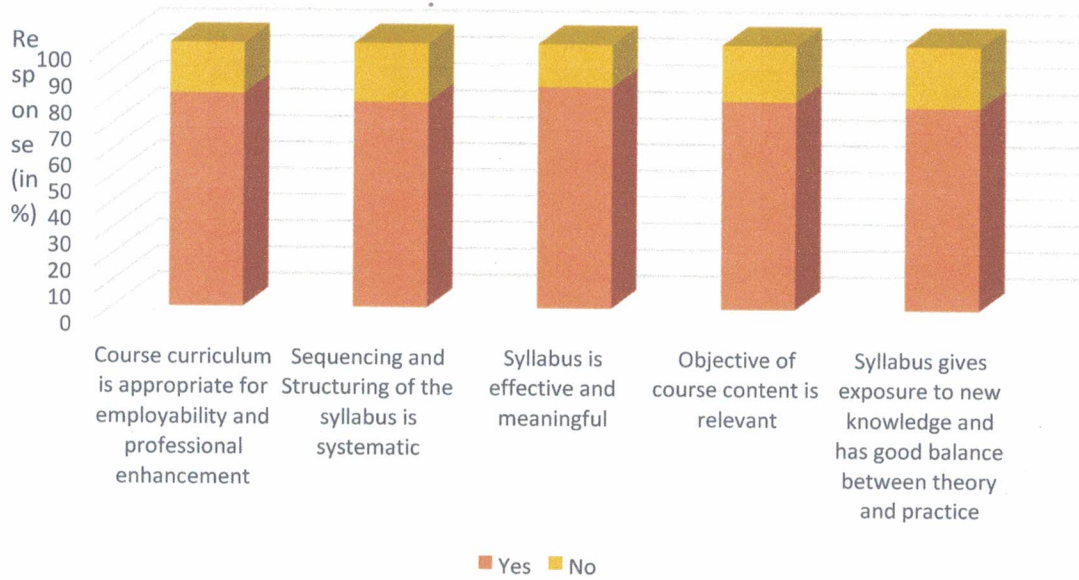 Re
sp
on
se
(in
%)
100
90
80
70
60
50
40
30
20
10
0
Course curriculum
is appropriate for
employability and
professional
enhancement
Sequencing and
Structuring of the
syllabus is
systematic
Syllabus is
effective and
meaningful
Objective of
course content is
relevant
Syllabus gives
exposure to new
knowledge and
has good balance
between theory
and practice
Yes No